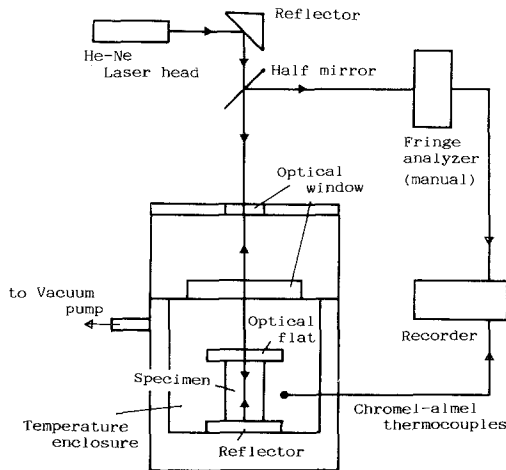 Reflector
He-Ne
Laser head
Half mirror
Fringe
analyzer
(manual)
Optical
window
to Vacuum
pump
Optical
flat
Recorder
Specimen
Chromel-almel
thermocouples
Temperature
enclosure
Reflector